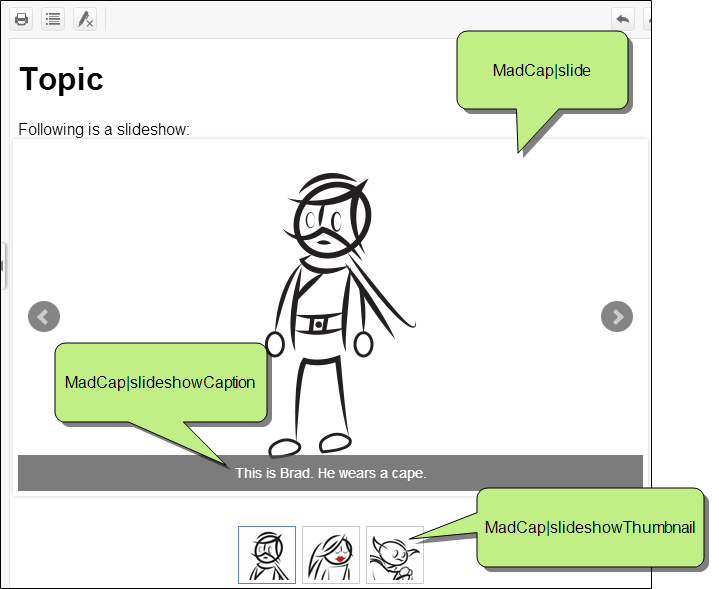 MadCap|slide
Topic
Following is a slideshow:
MadCap|slideshowCaption
This is Brad. He wears a cape.
MadCap|slideshowThumbnail